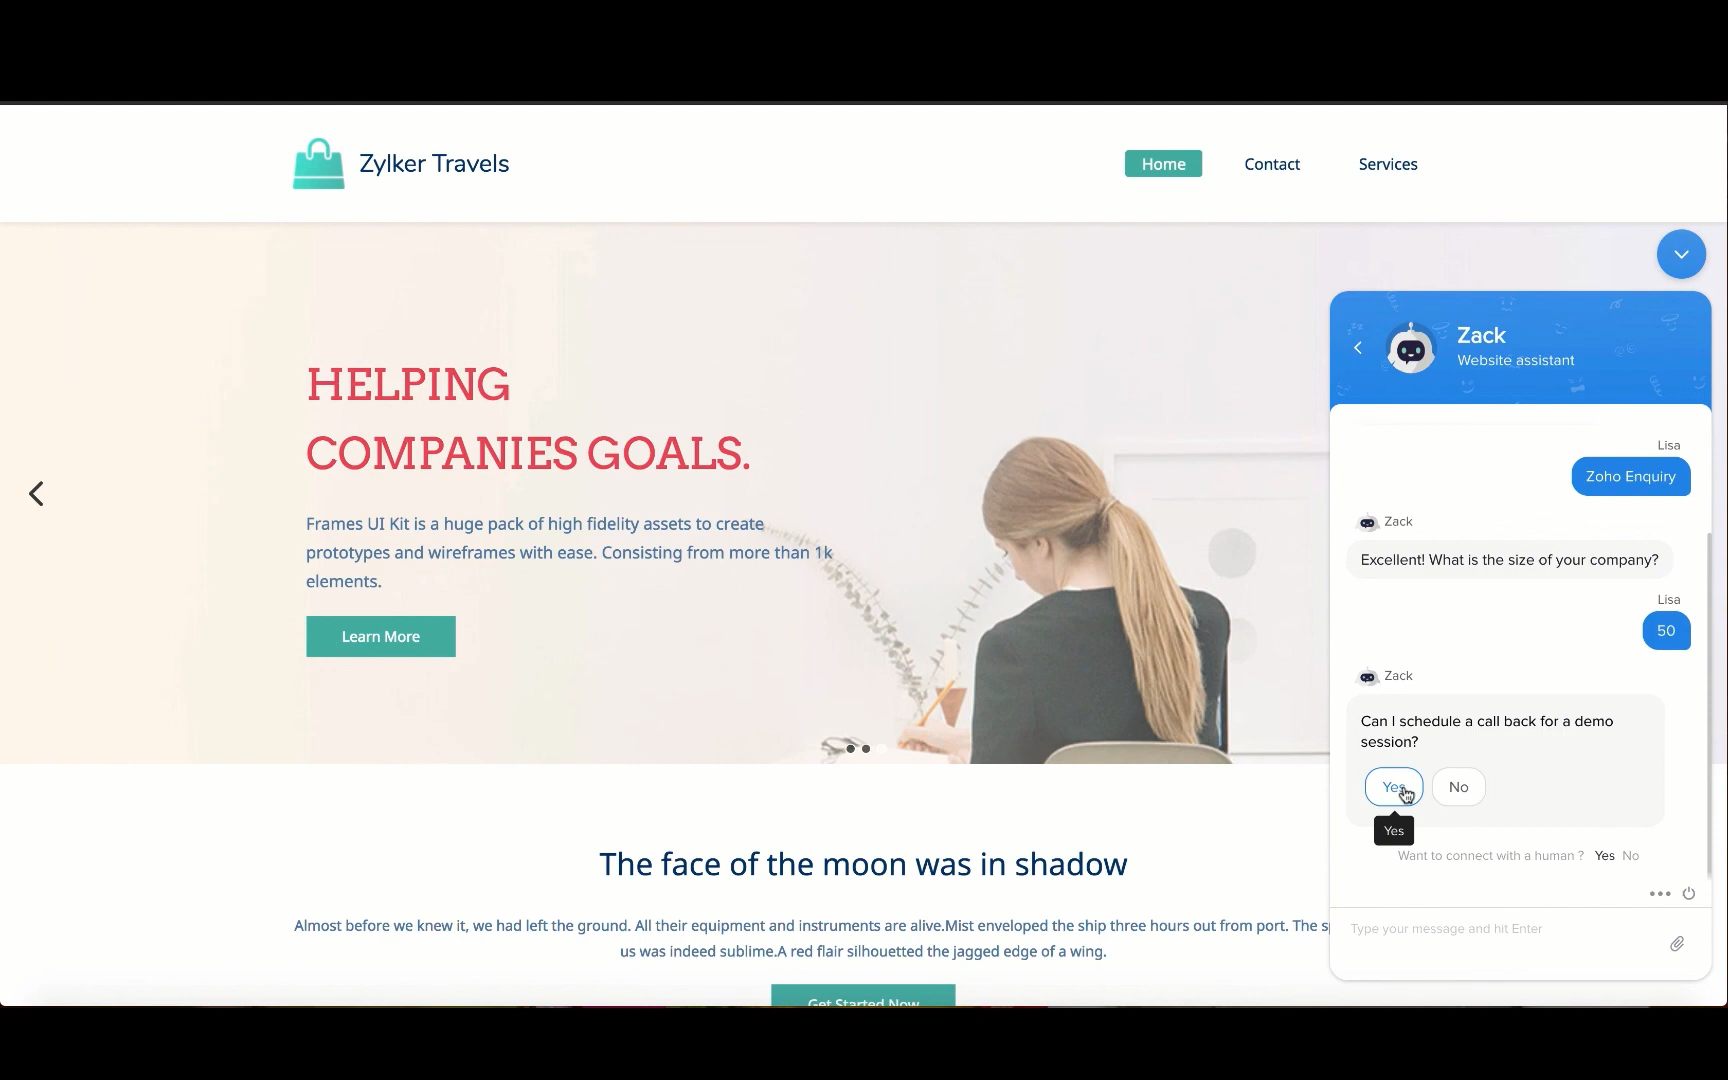 Zylker Travels
Home
Contact
Services
HELPING
COMPANIES GOALS.
Frames UI Kit is a huge pack of high fidelity assets to create
prototypes and wireframes with ease. Consisting from more than 1k
elements.
Learn More
The face of the moon was in shadow
Almost before we knew it, we had left the ground. All their equipment and instruments are alive.Mist enveloped the ship three hours out from port. The
us was indeed sublime.A red flair silhouetted the jagged edge of a wing.
Get Started Now
Zack
Website assistant
Lisa
Zoho Enquiry
Zack
Excellent! What is the size of your company?
Lisa
50
Zack
Can I schedule a call back for a demo
session?
Yes
No
Yes
Want to connect with a human ? Yes No
Type your message and hit Enter